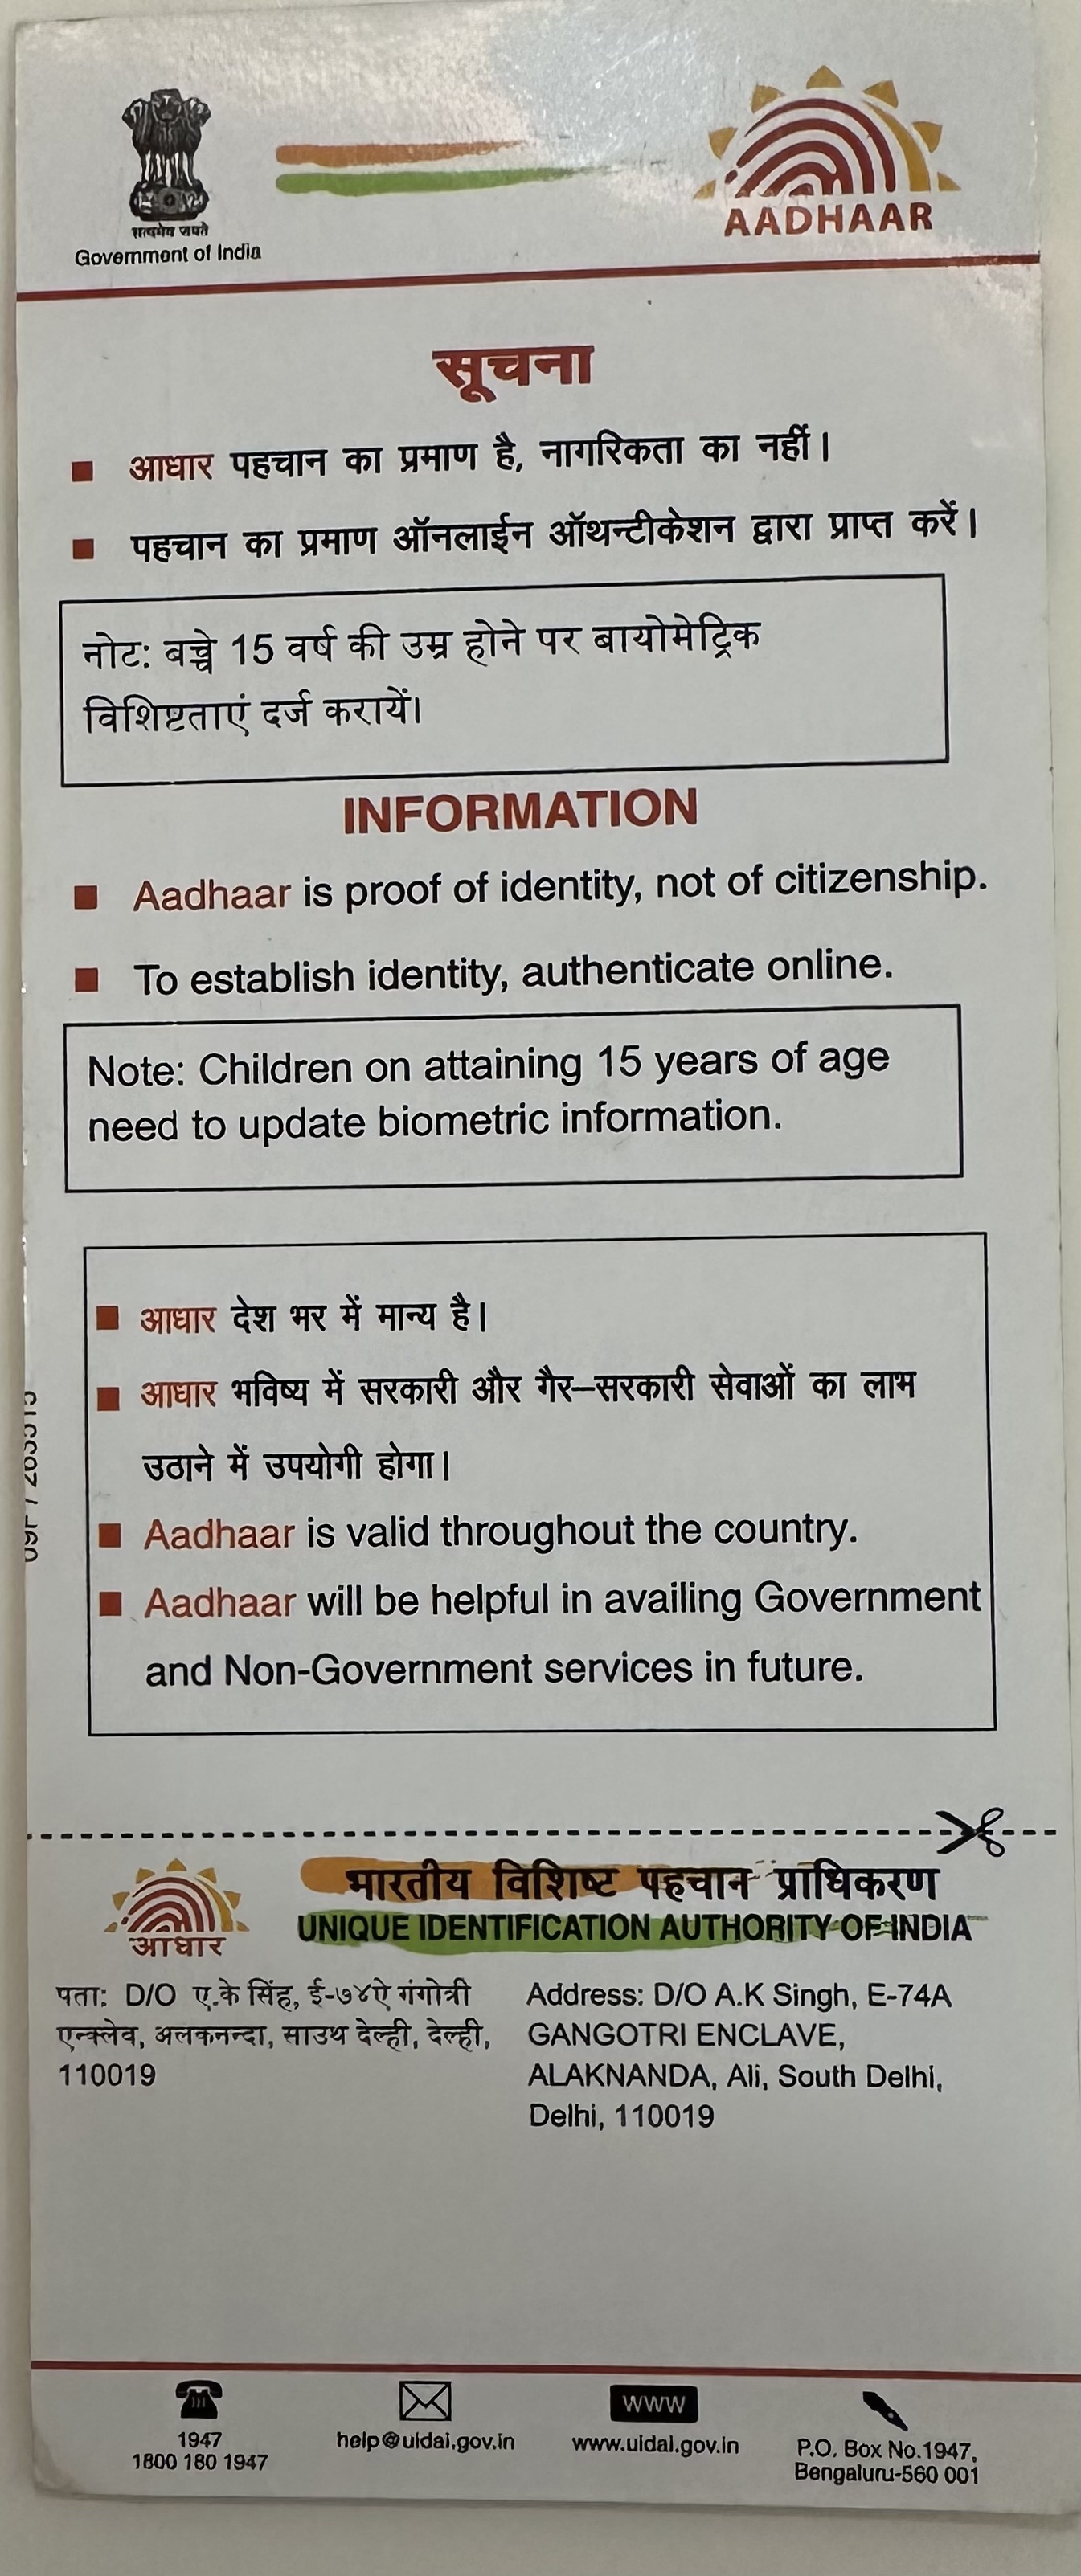 सत्यमेव जयते
Government of India
AADHAAR
सूचना
आधार पहचान का प्रमाण है, नागरिकता का नहीं।
पहचान का प्रमाण ऑनलाईन ऑथन्टीकेशन द्वारा प्राप्त करें।
नोट: बच्चे 15 वर्ष की उम्र होने पर बायोमेट्रिक
विशिष्टताएं दर्ज करायें।
INFORMATION
Aadhaar is proof of identity, not of citizenship.
To establish identity, authenticate online.
Note: Children on attaining 15 years of age
need to update biometric information.
आधार देश भर में मान्य है।
आधार भविष्य में सरकारी और गैर–सरकारी सेवाओं का लाभ
उठाने में उपयोगी होगा।
Aadhaar is valid throughout the country.
Aadhaar will be helpful in availing Government
and Non-Government services in future.
भारतीय विशिष्ट पहचान प्राधिकरण
UNIQUE IDENTIFICATION AUTHORITY OF INDIA
आधार
पता: D/O ए.के सिंह, ई-७४ऐ गंगोत्री
एन्क्लेव, अलकनन्दा, साउथ देल्ही, देल्ही,
110019
Address: D/O A.K Singh, E-74A
GANGOTRI ENCLAVE,
ALAKNANDA, Ali, South Delhi,
Delhi, 110019
1947
1800 180 1947
help@uidai.gov.in
WWW
www.uidai.gov.in
P.O. Box No.1947,
Bengaluru-560 001